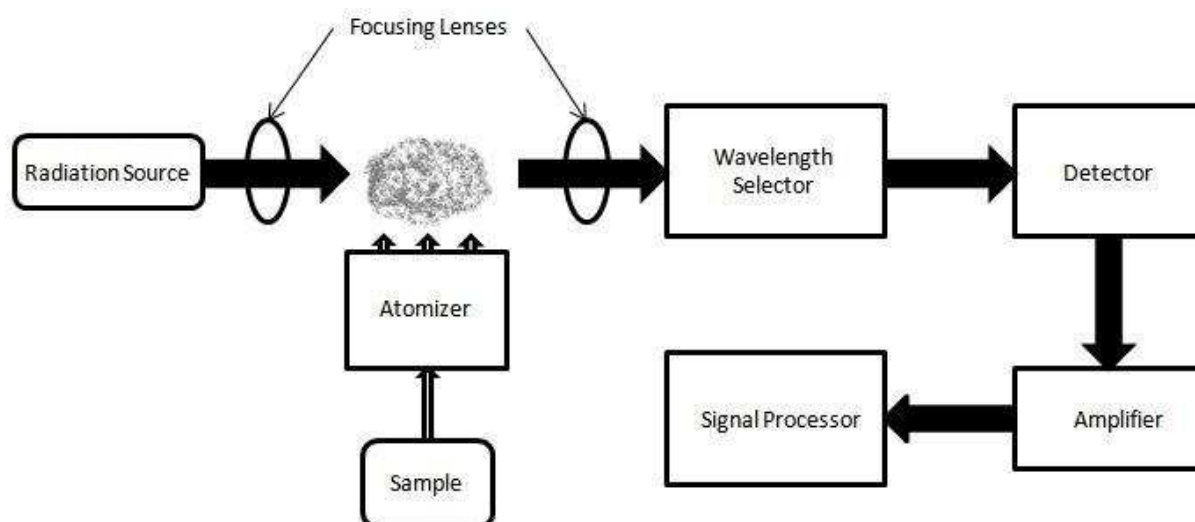 Focusing Lenses
Radiation Source
Wavelength
Selector
Detector
Atomizer
Signal Processor
Amplifier
Sample